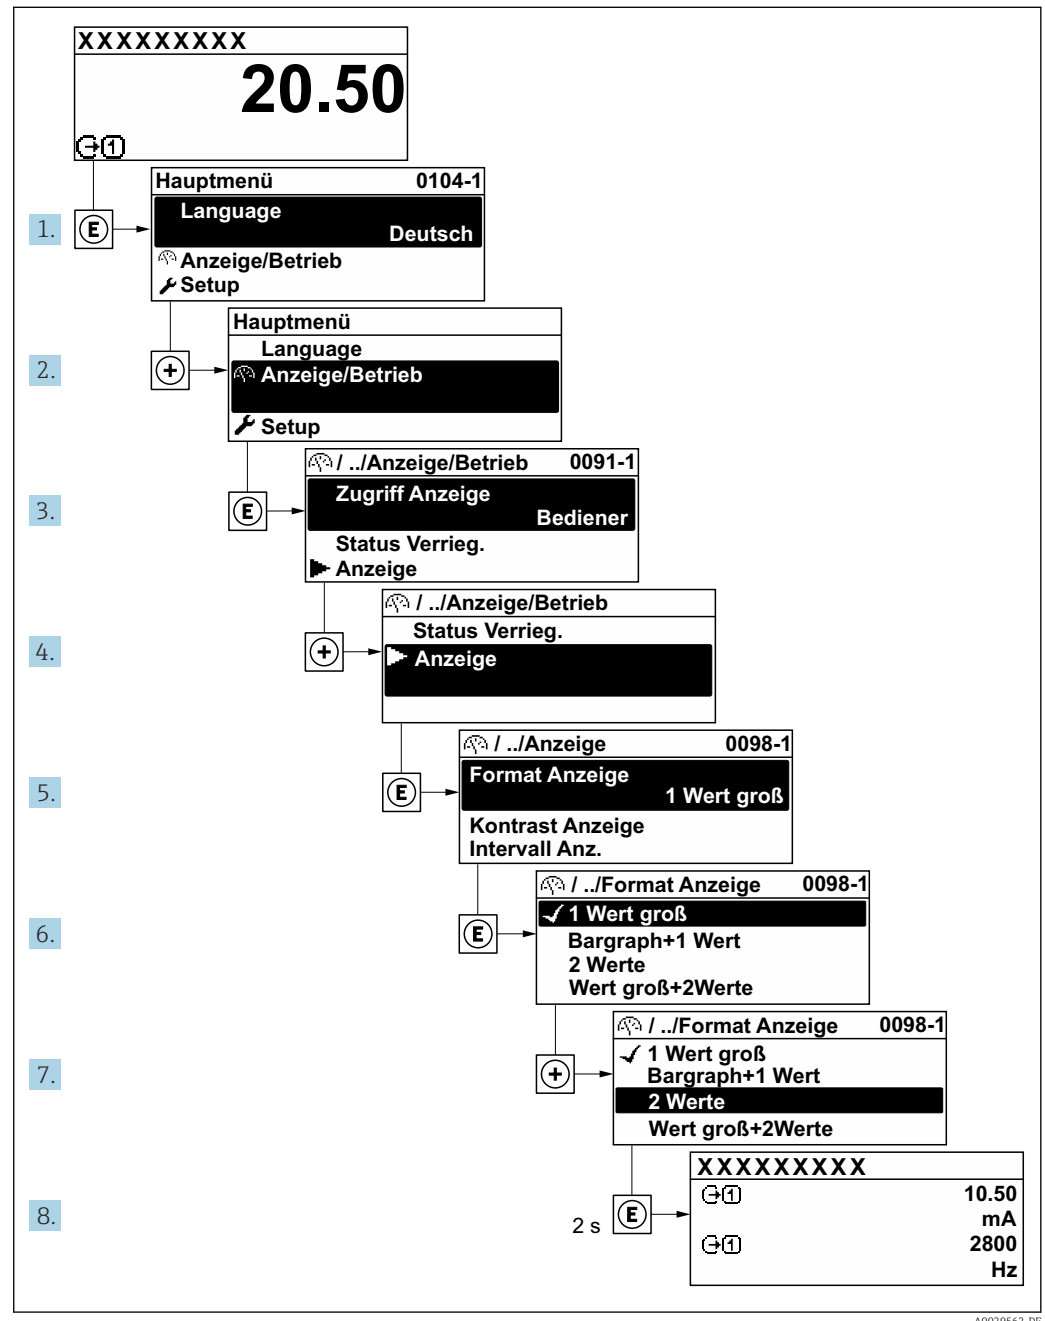 XXXXXXXXX
20.50
1
Hauptmenü 0104-1
1. E Language
Deutsch
Anzeige/Betrieb
Setup
Hauptmenü
Language
2. + Anzeige/Betrieb
Setup
/ ../Anzeige/Betrieb 0091-1
Zugriff Anzeige
3. E Bediener
Status Verrieg.
Anzeige
/ ../Anzeige/Betrieb
Status Verrieg.
4. + Anzeige
/ ../Anzeige 0098-1
Format Anzeige
5. E 1 Wert groß
Kontrast Anzeige
Intervall Anz.
/ ../Format Anzeige 0098-1
1 Wert groß
6. E Bargraph+1 Wert
2 Werte
Wert groß+2Werte
/ ../Format Anzeige 0098-1
1 Wert groß
7. + Bargraph+1 Wert
2 Werte
Wert groß+2Werte
XXXXXXXXX
1 10.50
8. 2 s E mA
1 2800
Hz